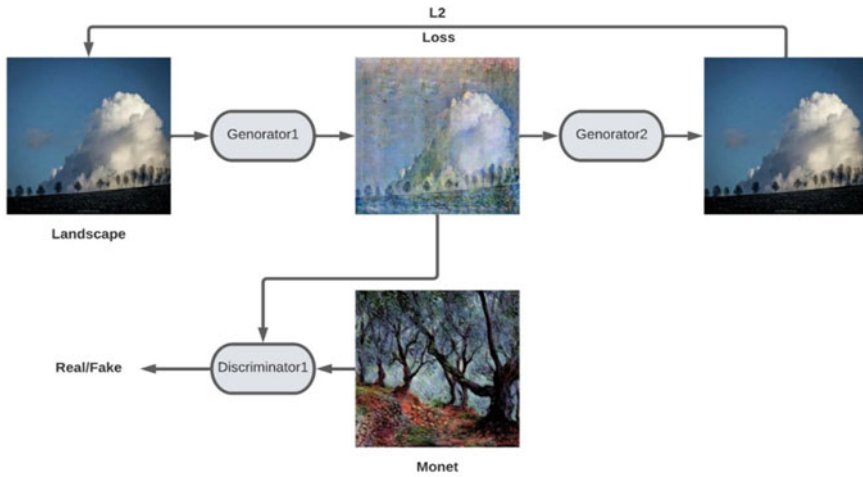 L2
Loss
Genorator1
Genorator2
Landscape
Real/Fake
Discriminator1
Monet